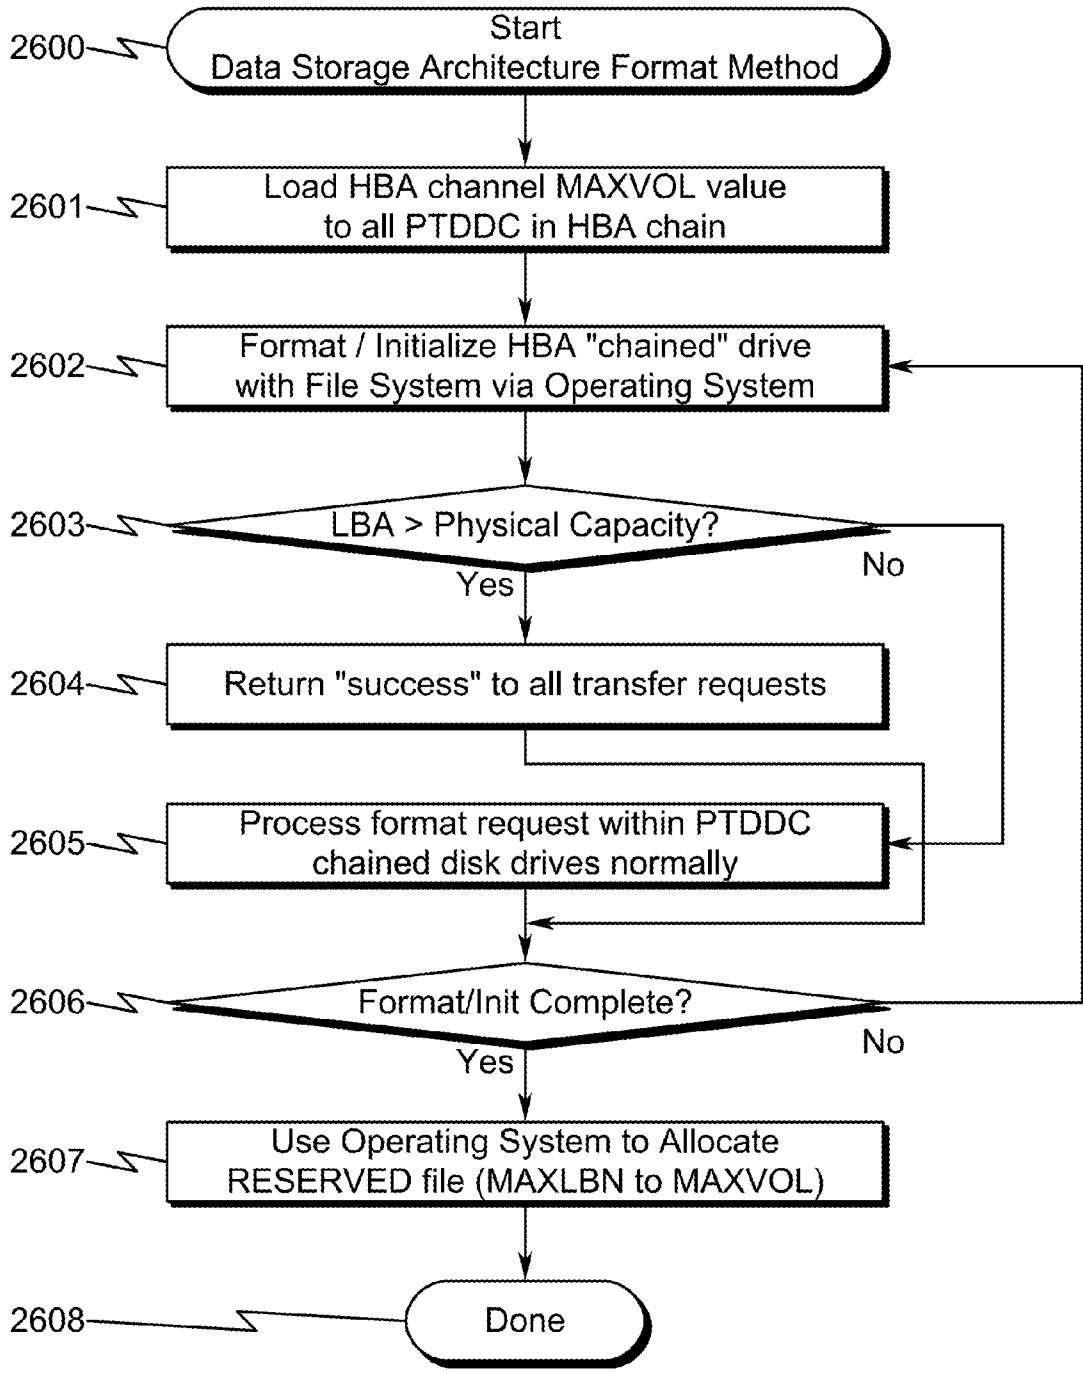 2600
Start
Data Storage Architecture Format Method
2601
Load HBA channel MAXVOL value
to all PTDDC in HBA chain
2602
Format / Initialize HBA "chained" drive
with File System via Operating System
2603
LBA > Physical Capacity?
Yes
No
2604
Return "success" to all transfer requests
2605
Process format request within PTDDC
chained disk drives normally
2606
Format/Init Complete?
Yes
No
2607
Use Operating System to Allocate
RESERVED file (MAXLBN to MAXVOL)
2608
Done